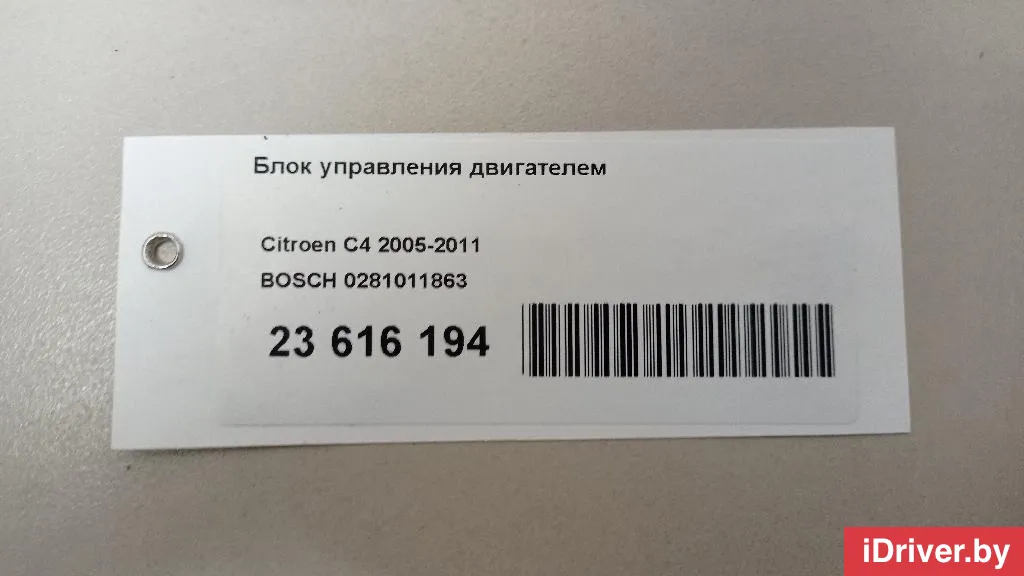 Блок управления двигателем
Citroen C4 2005-2011
BOSCH 0281011863
23 616 194
iDriver.by